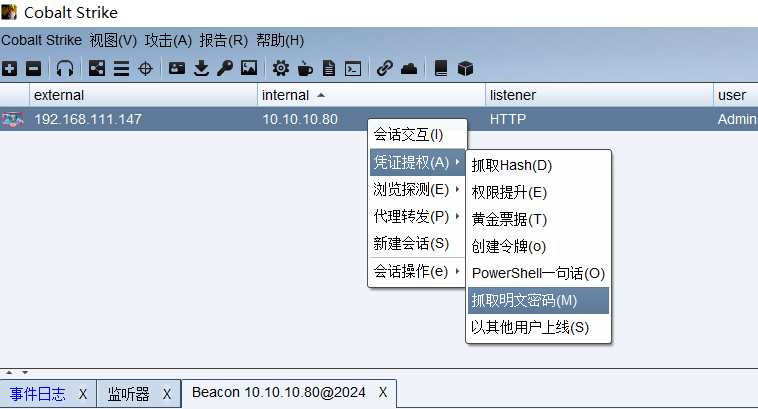 Cobalt Strike
Cobalt Strike 视图(V) 攻击(A) 报告(R) 帮助(H)
external internal listener user
192.168.111.147 10.10.10.80 HTTP Admin
会话交互(I)
凭证提权(A)
浏览探测(E)
代理转发(P)
新建会话(S)
会话操作(e)
抓取Hash(D)
权限提升(E)
黄金票据(T)
创建令牌(o)
PowerShell一句话(O)
抓取明文密码(M)
以其他用户上线(S)
事件日志 X 监听器 X Beacon 10.10.10.80@2024 X